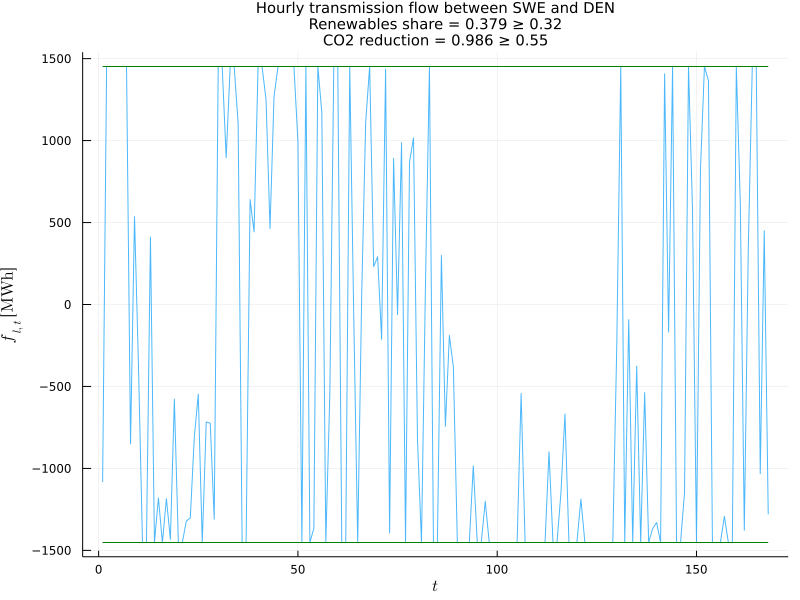 Hourly transmission flow between SWE and DEN
Renewables share = 0.379 ≥ 0.32
CO2 reduction = 0.986 ≥ 0.55
1500
1000
500
0
−500
−1000
−1500
f l,t [MWh]
0 50 100 150
t